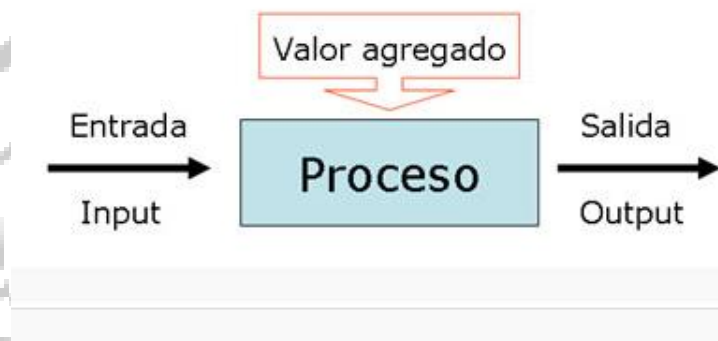 Valor agregado
Entrada
Salida
Proceso
Input
Output